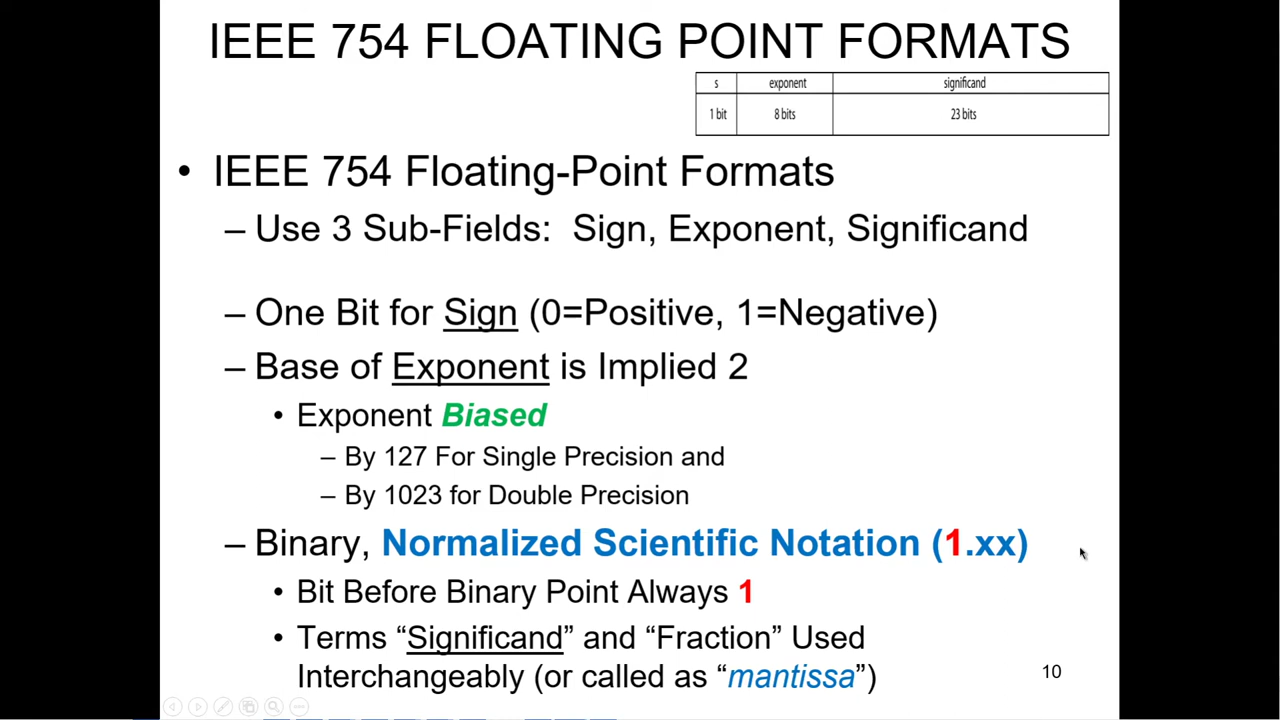 IEEE 754 FLOATING POINT FORMATS
s exponent significand
1 bit 8 bits 23 bits
• IEEE 754 Floating-Point Formats
– Use 3 Sub-Fields: Sign, Exponent, Significand
– One Bit for Sign (0=Positive, 1=Negative)
– Base of Exponent is Implied 2
• Exponent Biased
– By 127 For Single Precision and
– By 1023 for Double Precision
– Binary, Normalized Scientific Notation (1.xx)
• Bit Before Binary Point Always 1
• Terms “Significand” and “Fraction” Used
Interchangeably (or called as “mantissa”)
10